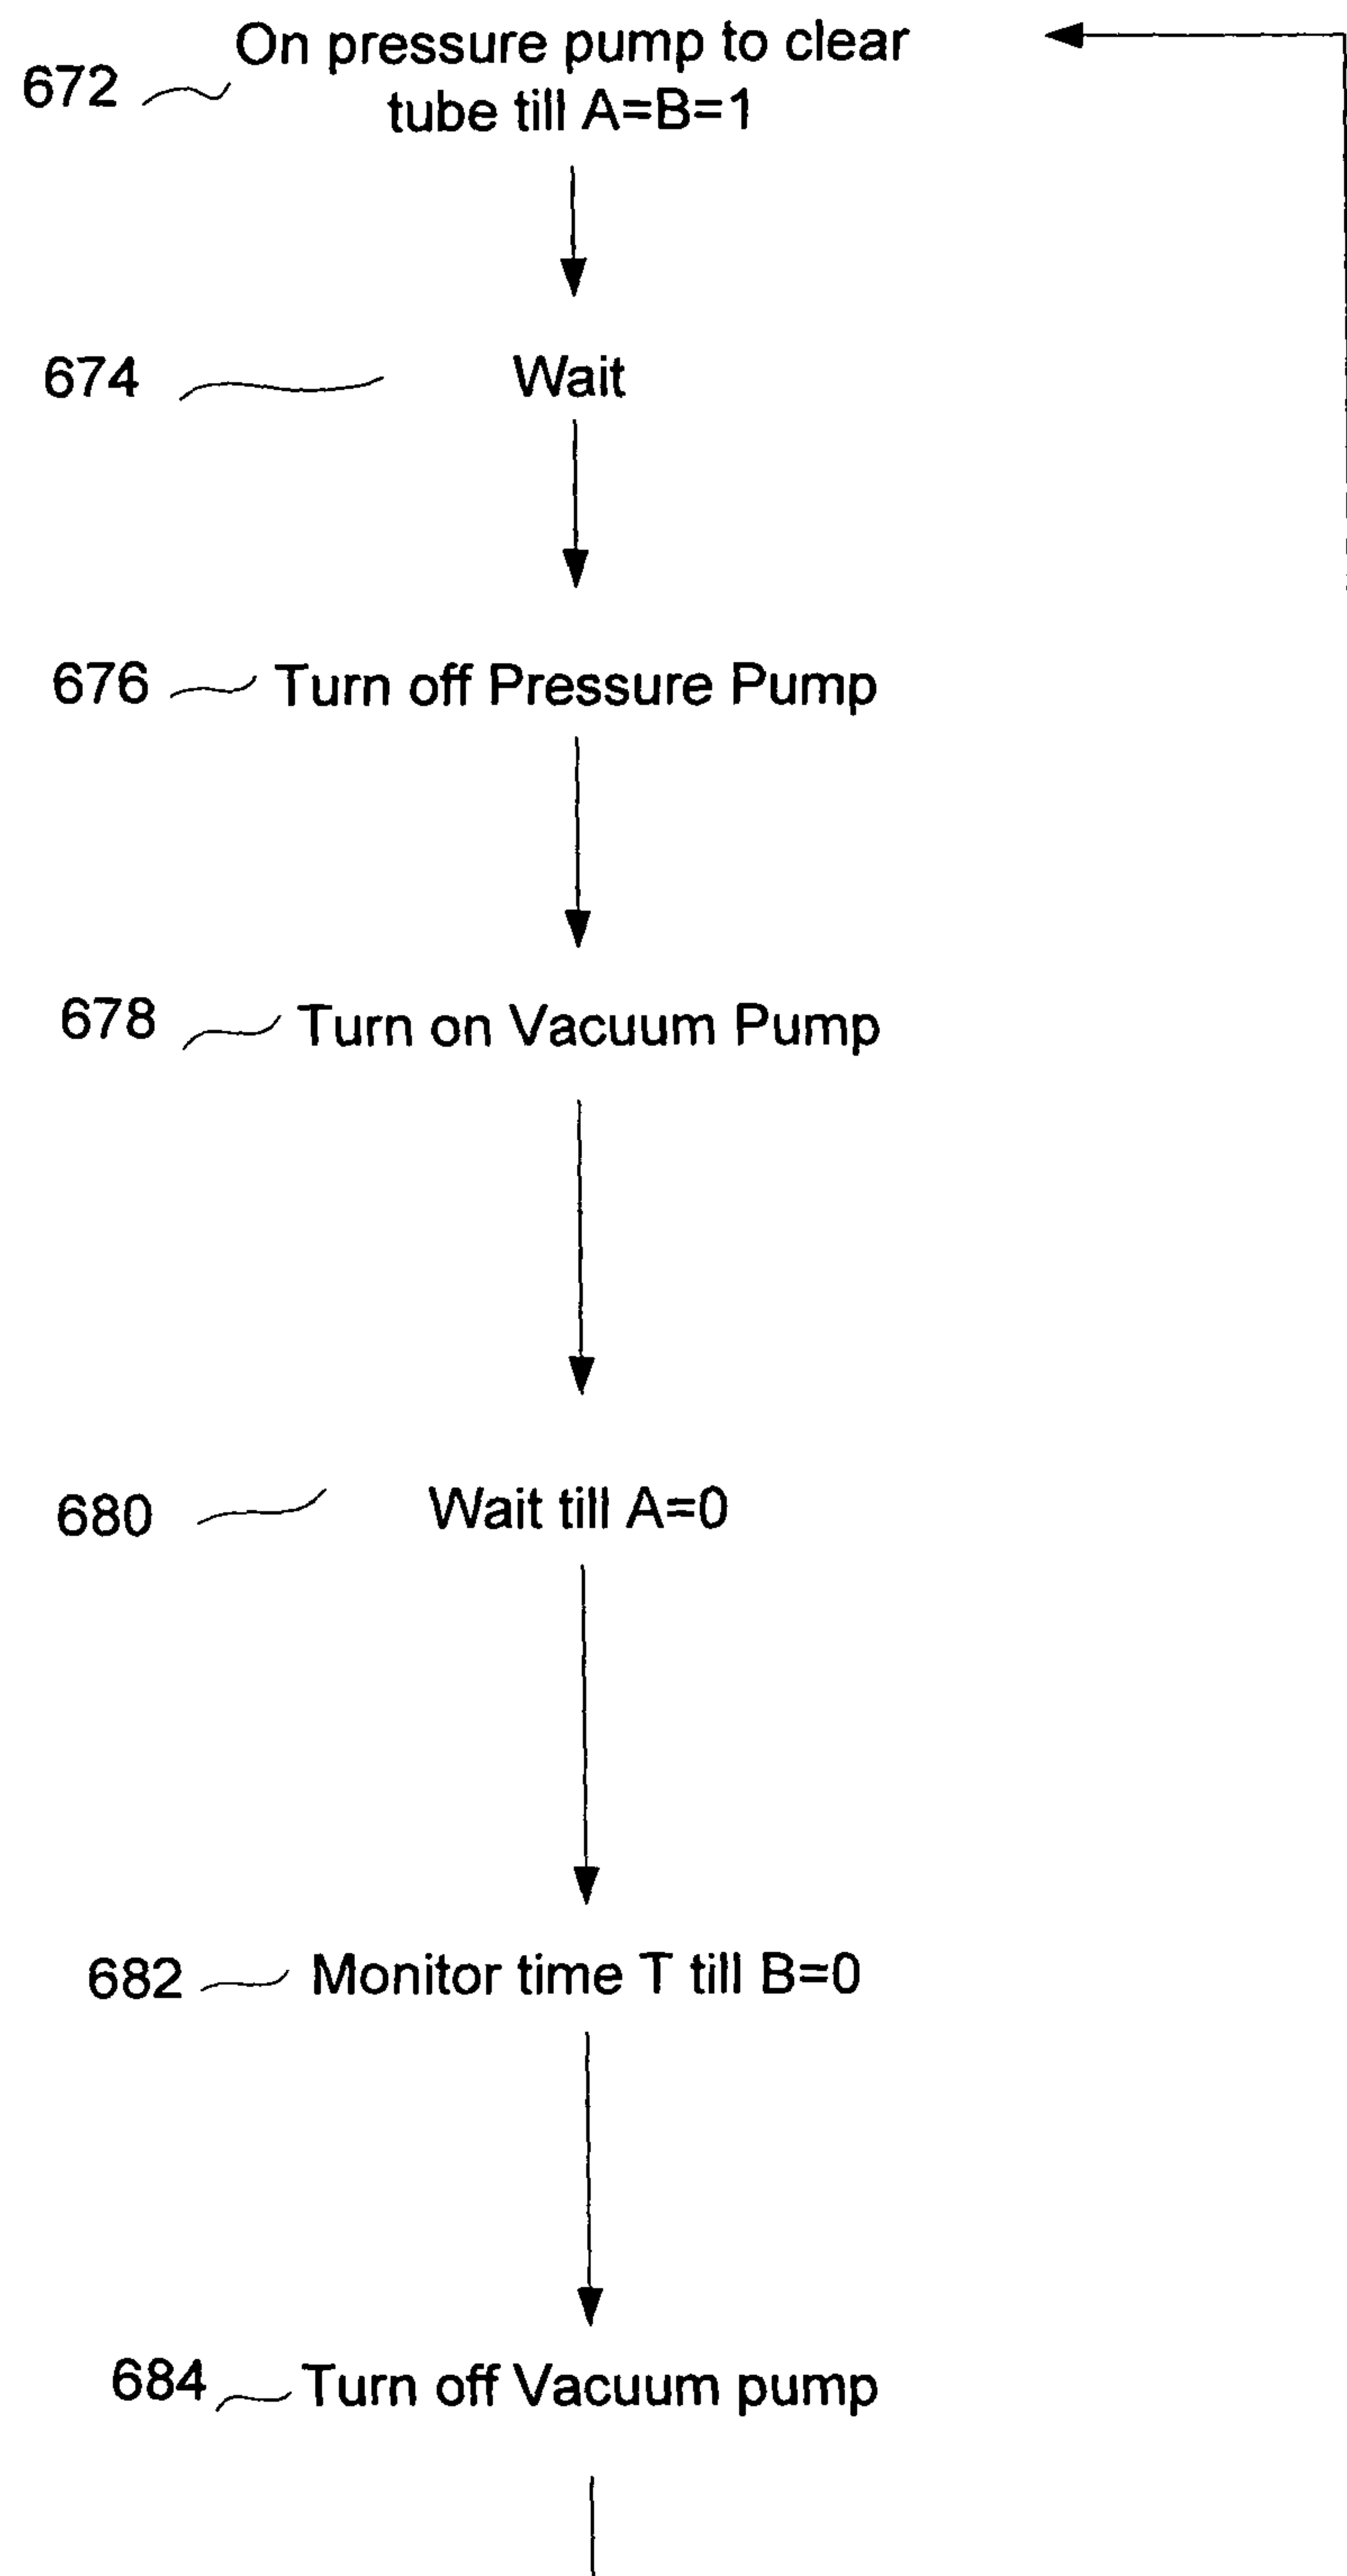 On pressure pump to clear
672
tube till A=B=1
674 Wait
676 Turn off Pressure Pump
678 Turn on Vacuum Pump
680 Wait till A=0
682 Monitor time T till B=0
684 Turn off Vacuum pump